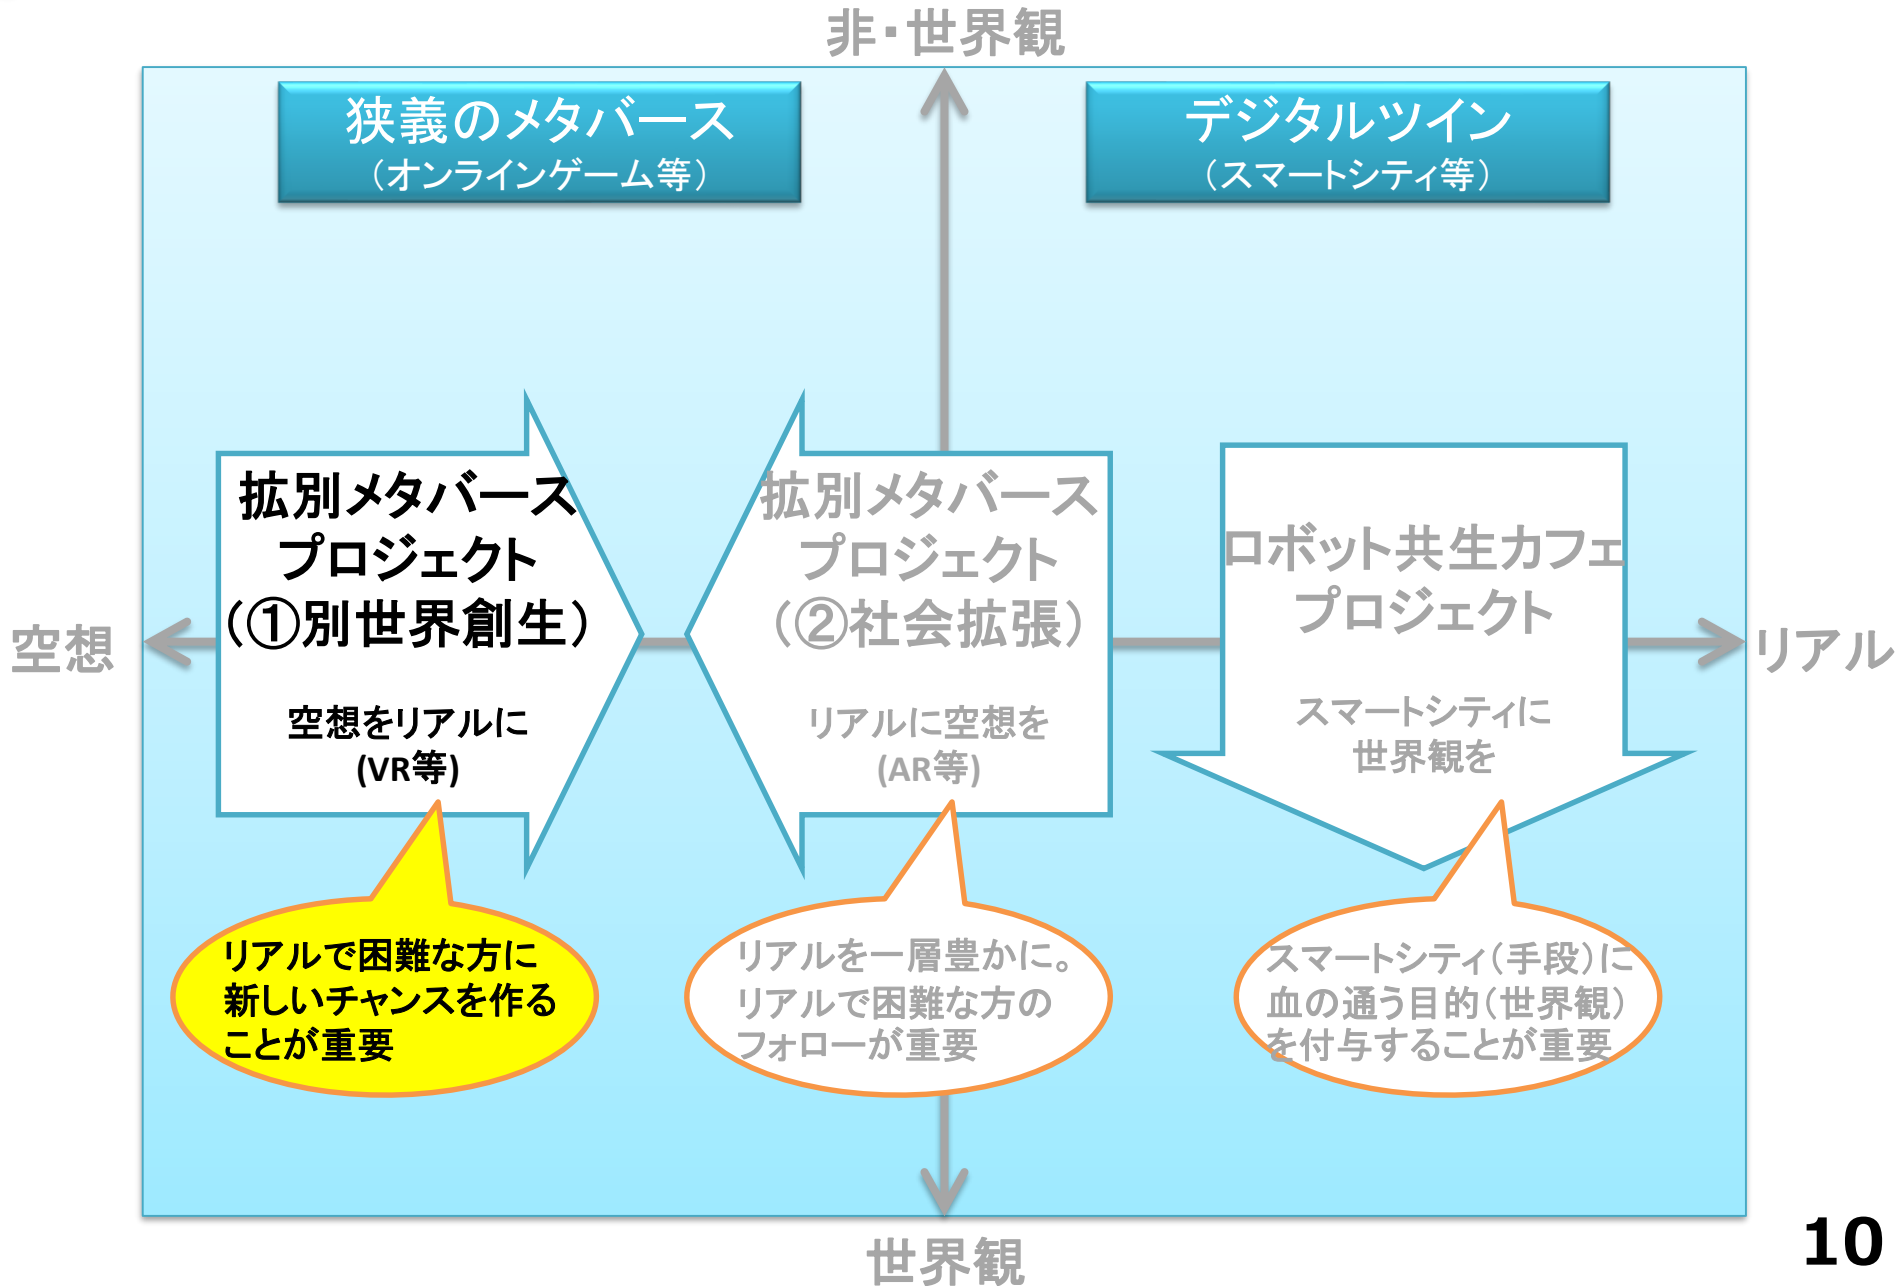 非・世界観
狭義のメタバース
（オンラインゲーム等）
デジタルツイン
（スマートシティ等）
拡別メタバース
プロジェクト
（①別世界創生）
空想をリアルに
(VR等)
拡別メタバース
プロジェクト
（②社会拡張）
リアルに空想を
(AR等)
ロボット共生カフェ
プロジェクト
スマートシティに
世界観を
空想
リアル
リアルで困難な方に
新しいチャンスを作る
ことが重要
リアルを一層豊かに。
リアルで困難な方の
フォローが重要
スマートシティ（手段）に
血の通う目的（世界観）
を付与することが重要
世界観
10